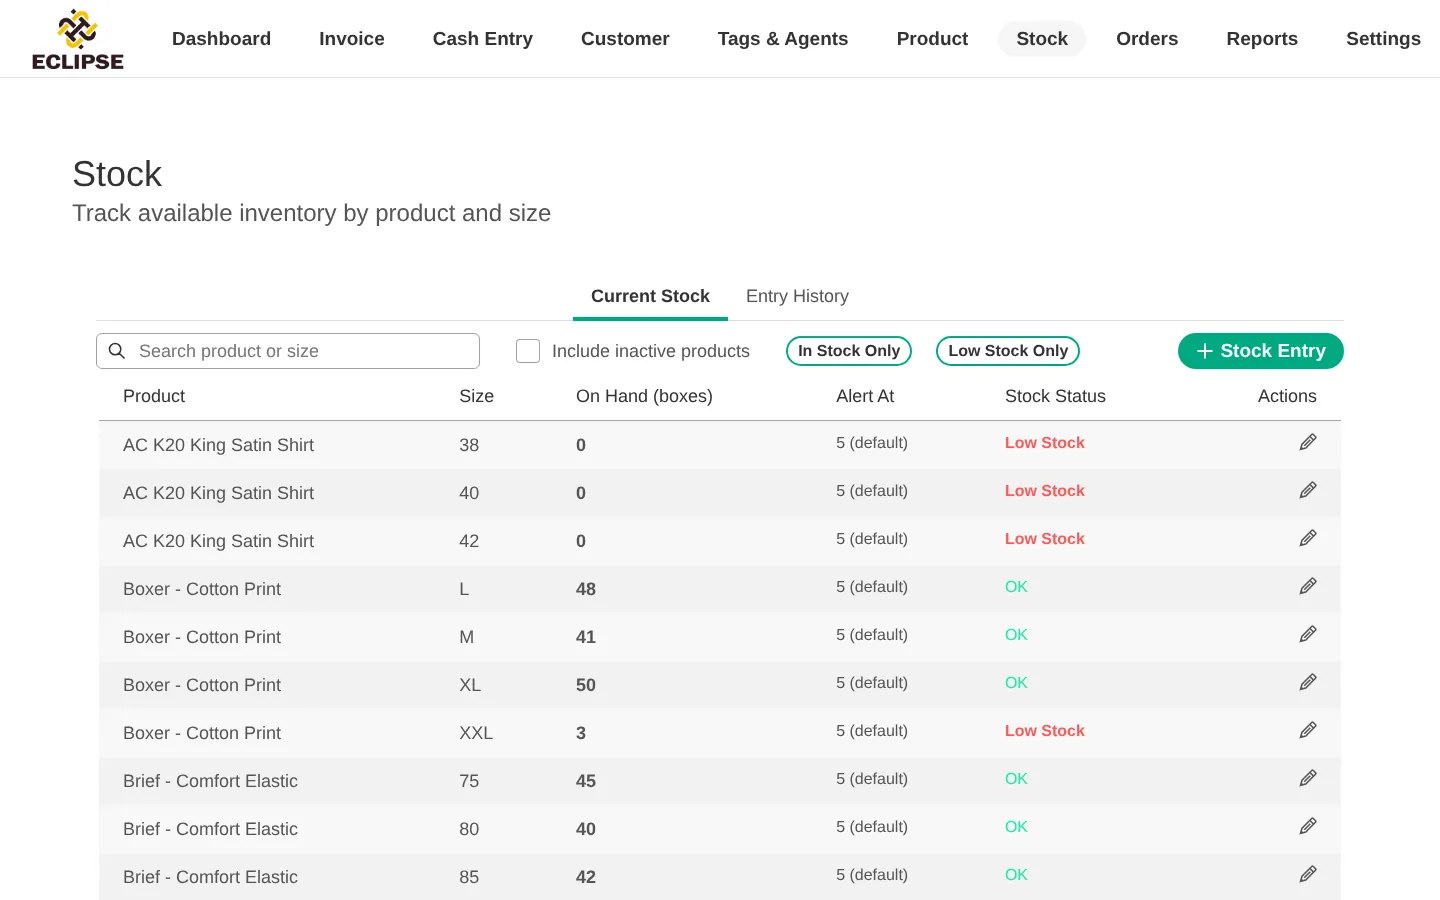 ECLIPSE
Dashboard Invoice Cash Entry Customer Tags & Agents Product Stock Orders Reports Settings
Stock
Track available inventory by product and size
Current Stock Entry History
Search product or size Include inactive products In Stock Only Low Stock Only + Stock Entry
Product Size On Hand (boxes) Alert At Stock Status Actions
AC K20 King Satin Shirt 38 0 5 (default) Low Stock
AC K20 King Satin Shirt 40 0 5 (default) Low Stock
AC K20 King Satin Shirt 42 0 5 (default) Low Stock
Boxer - Cotton Print L 48 5 (default) OK
Boxer - Cotton Print M 41 5 (default) OK
Boxer - Cotton Print XL 50 5 (default) OK
Boxer - Cotton Print XXL 3 5 (default) Low Stock
Brief - Comfort Elastic 75 45 5 (default) OK
Brief - Comfort Elastic 80 40 5 (default) OK
Brief - Comfort Elastic 85 42 5 (default) OK